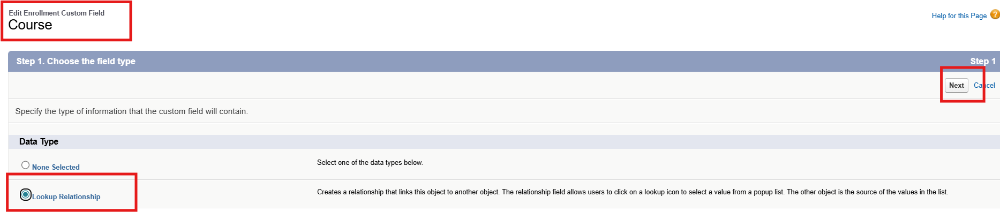 Edit Enrollment Custom Field
Course
Help for this Page ?
Step 1. Choose the field type
Step 1
Next Cancel
Specify the type of information that the custom field will contain.
Data Type
None Selected
Select one of the data types below.
Lookup Relationship
Creates a relationship that links this object to another object. The relationship field allows users to click on a lookup icon to select a value from a popup list. The other object is the source of the values in the list.